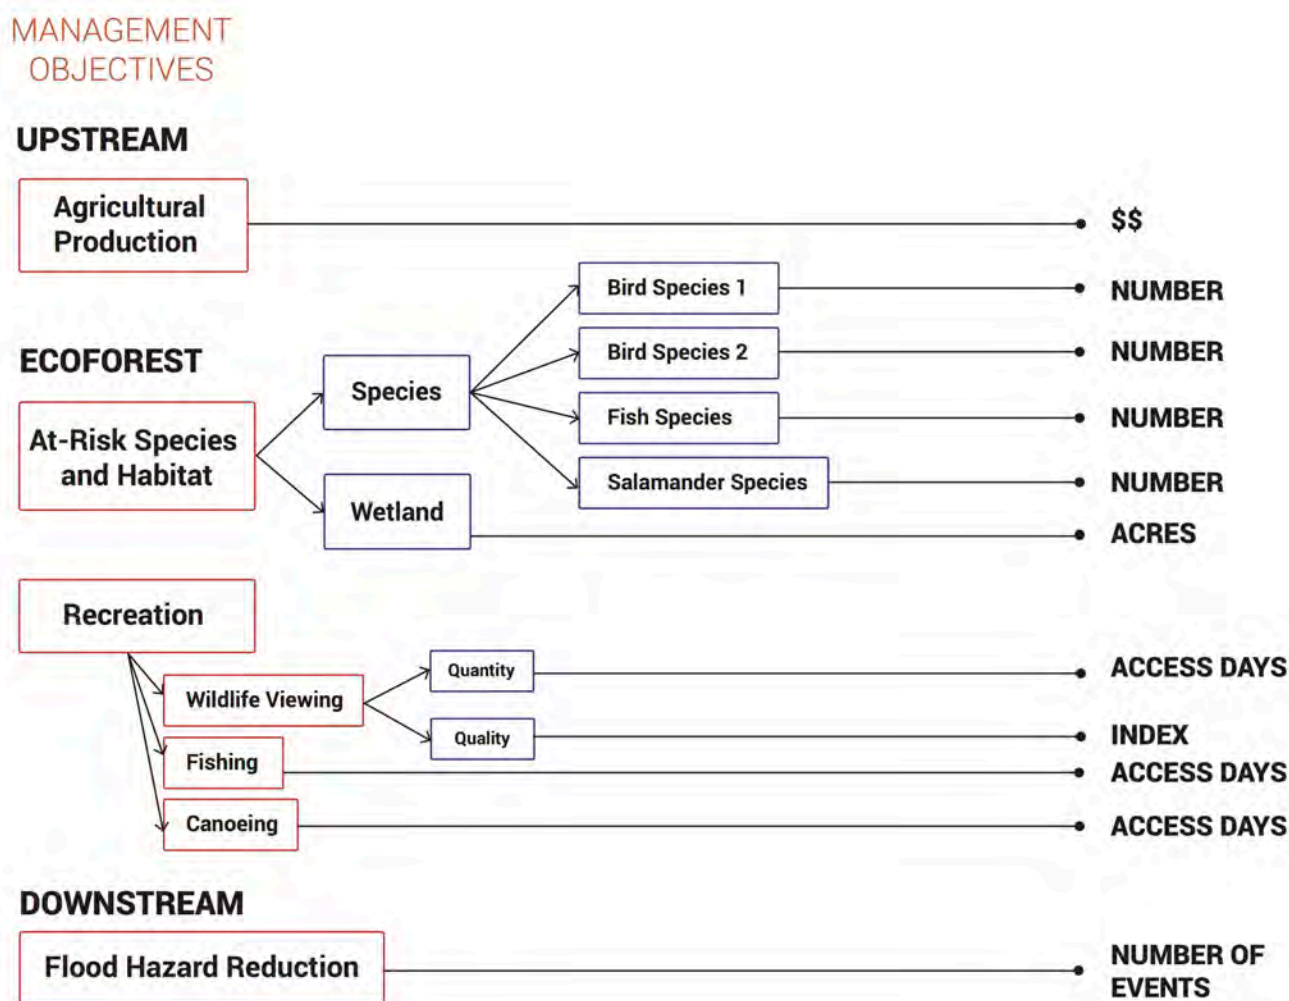 MANAGEMENT
OBJECTIVES
UPSTREAM
Agricultural
Production
$$
Bird Species 1
NUMBER
ECOFOREST
Bird Species 2
NUMBER
Species
Fish Species
NUMBER
At-Risk Species
and Habitat
Salamander Species
NUMBER
Wetland
ACRES
Recreation
Wildlife Viewing
Quantity
ACCESS DAYS
Quality
INDEX
Fishing
ACCESS DAYS
Canoeing
ACCESS DAYS
DOWNSTREAM
Flood Hazard Reduction
NUMBER OF
EVENTS